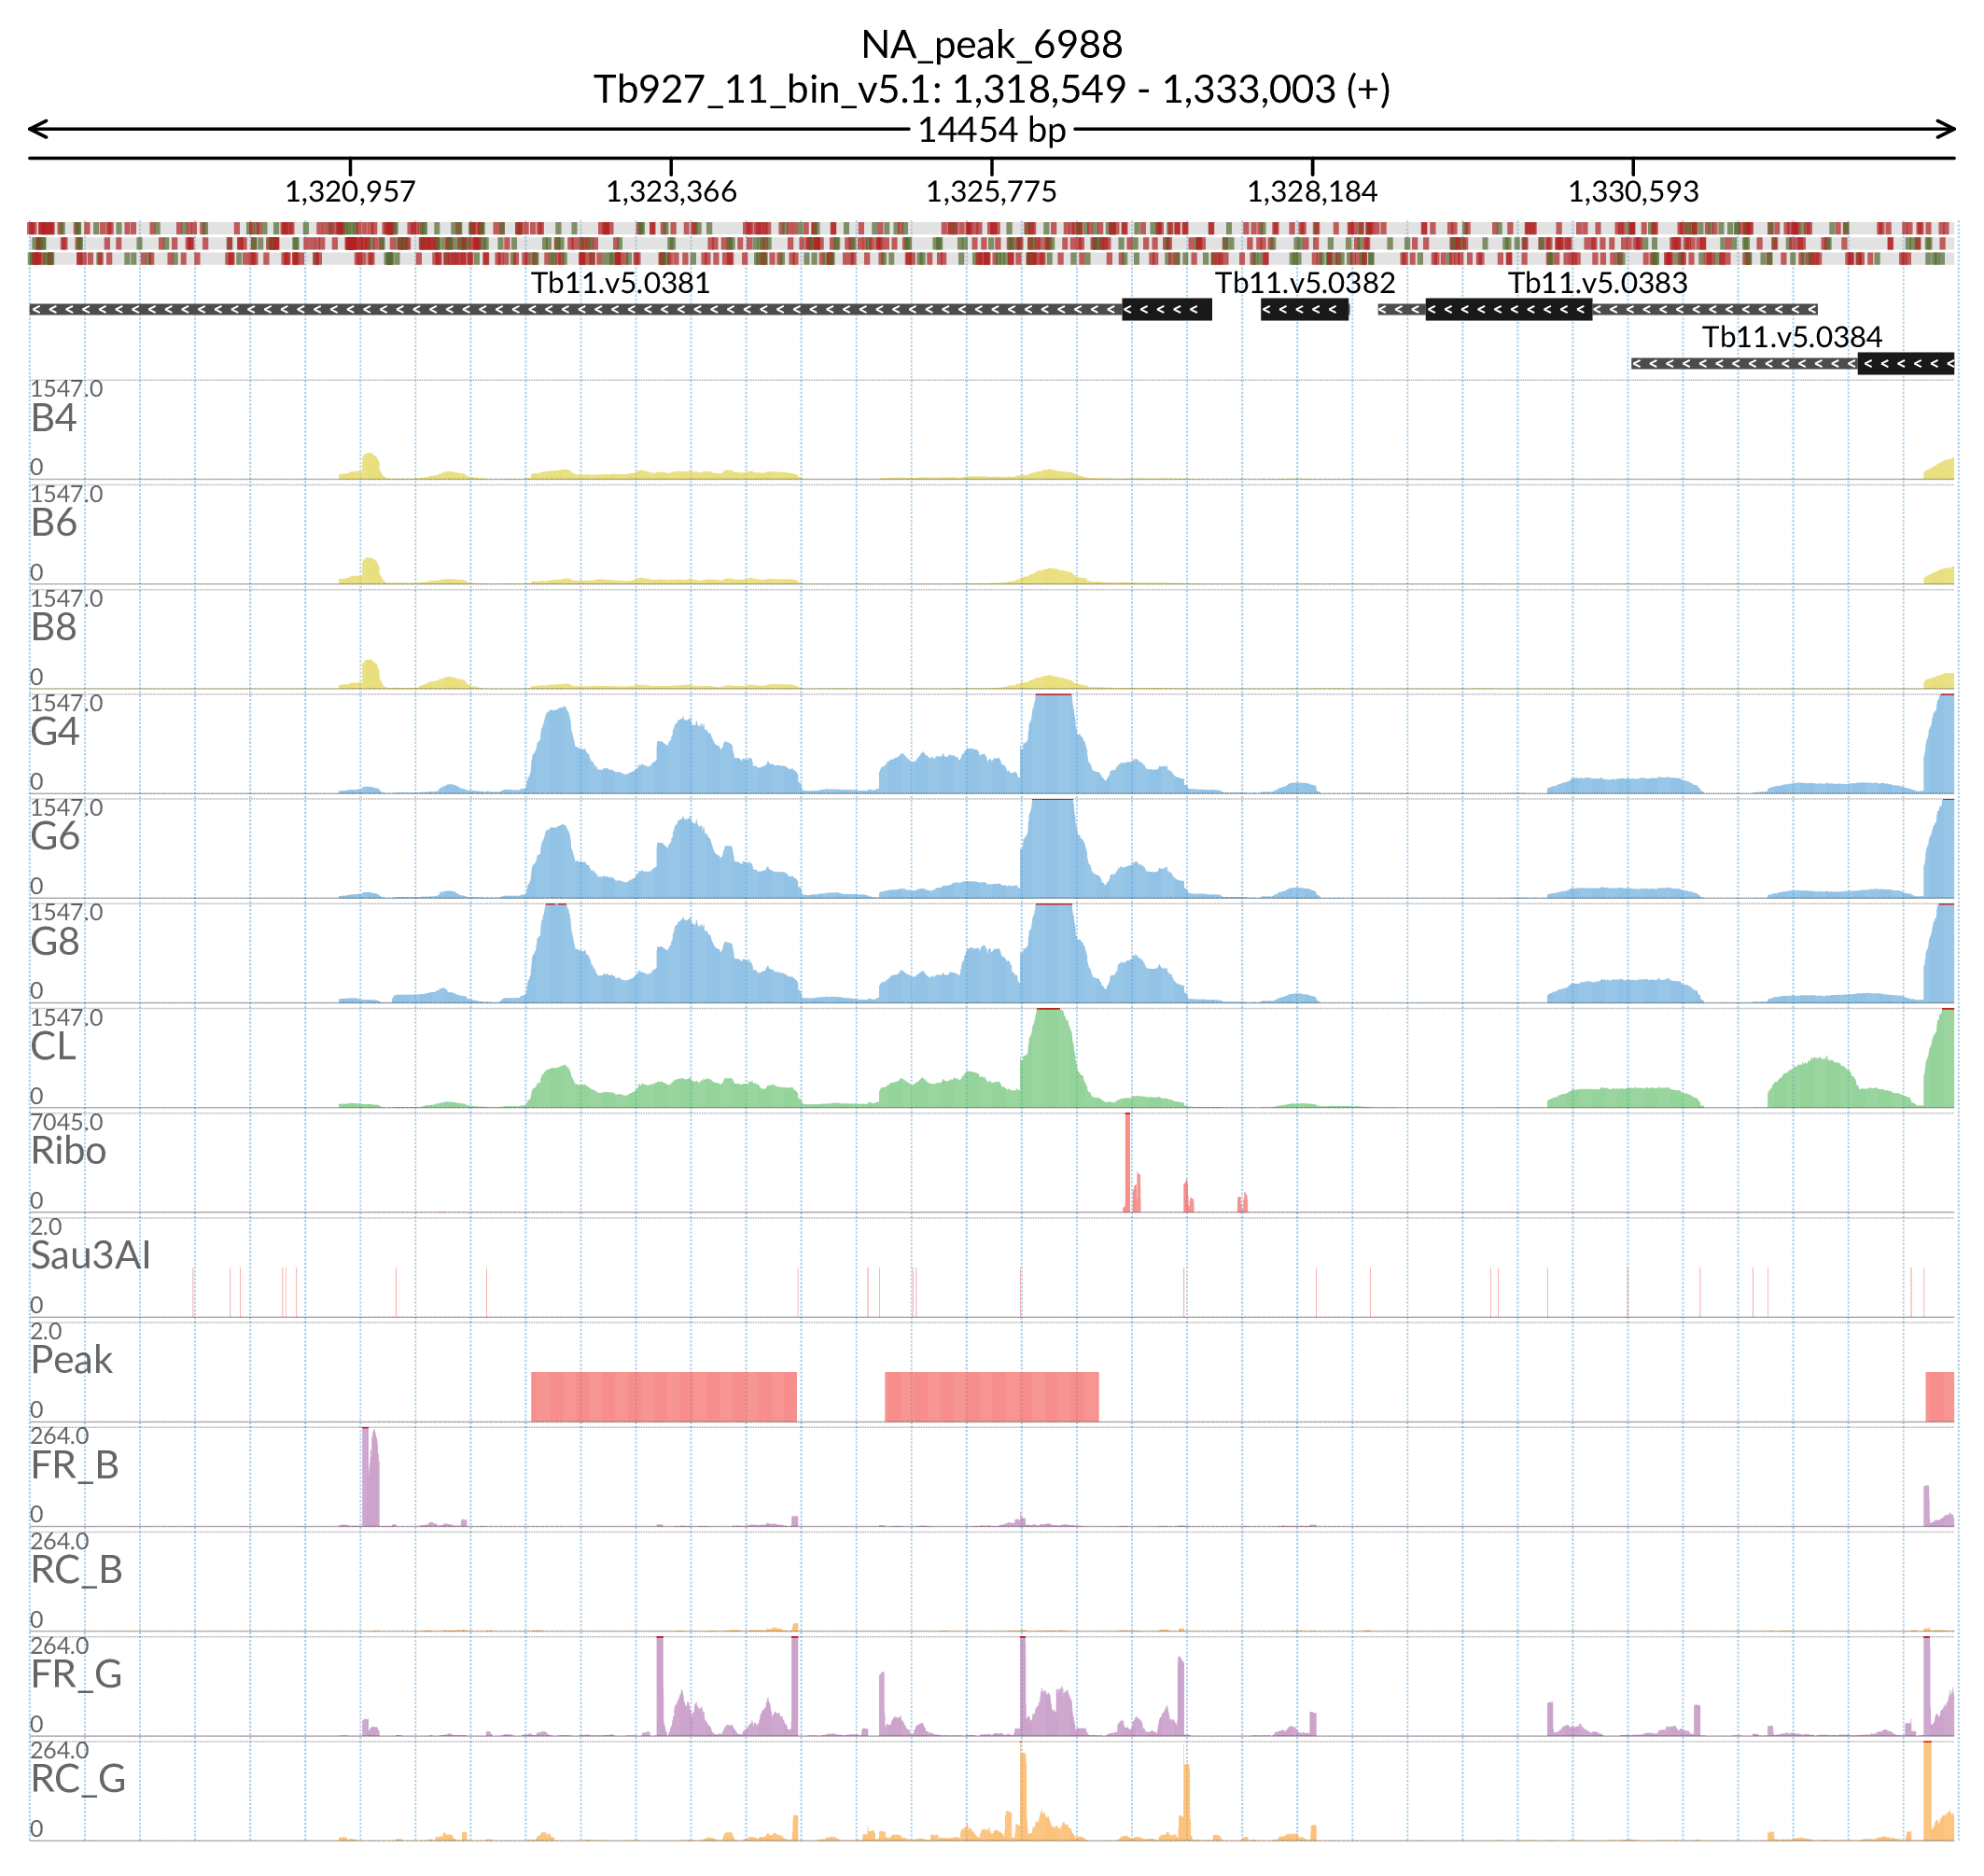 NA_peak_6988
Tb927_11_bin_v5.1: 1,318,549 - 1,333,003 (+)
14454 bp
1,320,957 1,323,366 1,325,775 1,328,184 1,330,593
Tb11.v5.0381 Tb11.v5.0382 Tb11.v5.0383
Tb11.v5.0384
1547.0
B4
0
1547.0
B6
0
1547.0
B8
0
1547.0
G4
0
1547.0
G6
0
1547.0
G8
0
1547.0
CL
0
7045.0
Ribo
0
2.0
Sau3AI
0
2.0
Peak
0
264.0
FR_B
0
264.0
RC_B
0
264.0
FR_G
0
264.0
RC_G
0